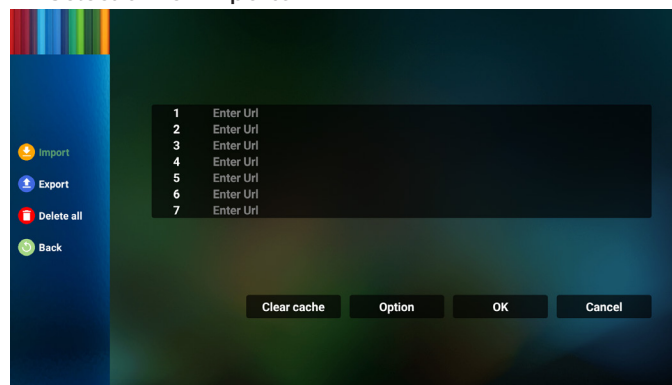 Import
Export
Delete all
Back
1 Enter Url
2 Enter Url
3 Enter Url
4 Enter Url
5 Enter Url
6 Enter Url
7 Enter Url
Clear cache Option OK Cancel